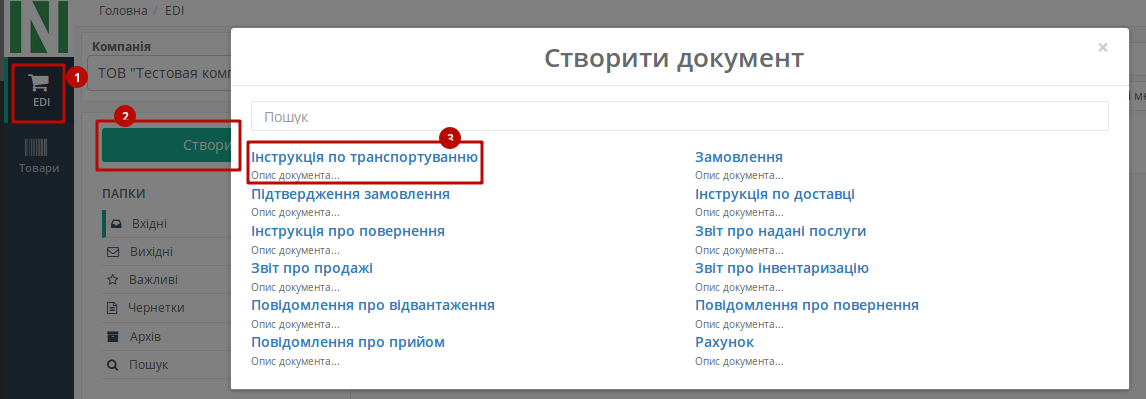 Головна / EDI
Компанія
ТОВ "Тестовая комп
1
EDI
Товари
2
Створи
ПАПКИ
Вхідні
Вихідні
Важливі
Чернетки
Архів
Пошук
Створити документ
×
Пошук
3
Інструкція по транспортуванню
Опис документа...
Замовлення
Опис документа...
Підтвердження замовлення
Опис документа...
Інструкція по доставці
Опис документа...
Інструкція про повернення
Опис документа...
Звіт про надані послуги
Опис документа...
Звіт про продажі
Опис документа...
Звіт про інвентаризацію
Опис документа...
Повідомлення про відвантаження
Опис документа...
Повідомлення про повернення
Опис документа...
Повідомлення про прийом
Опис документа...
Рахунок
Опис документа...
і ме